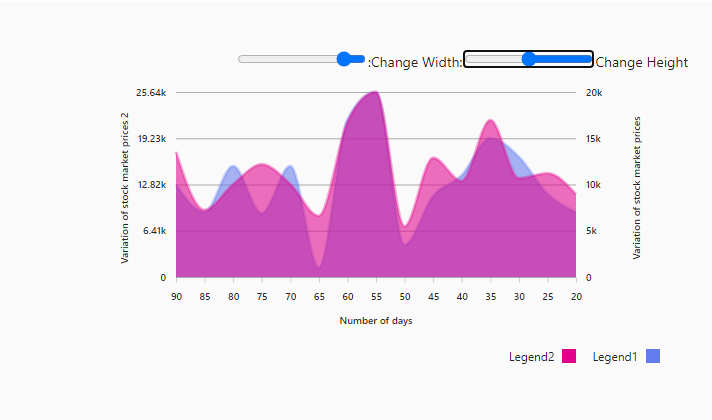 :Change Width: Change Height
25.64k
19.23k
12.82k
6.41k
0
Variation of stock market prices 2
20k
15k
10k
5k
0
Variation of stock market prices
90 85 80 75 70 65 60 55 50 45 40 35 30 25 20
Number of days
Legend2 Legend1